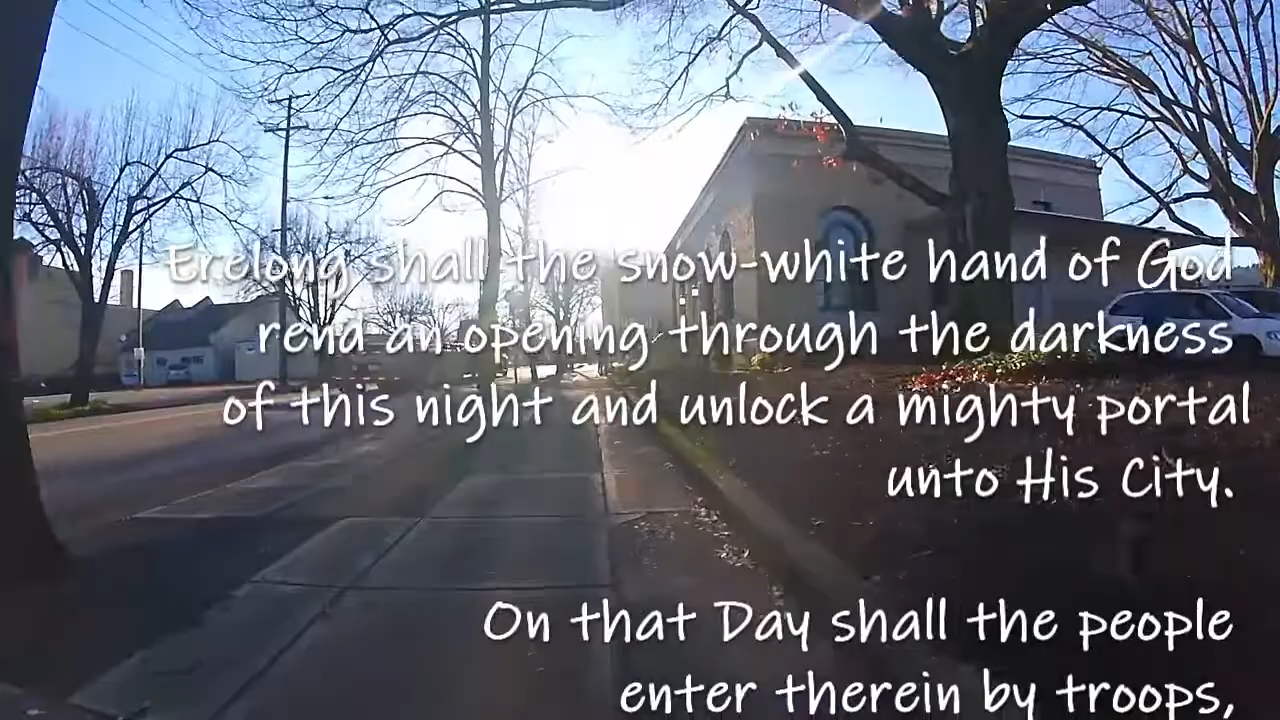 Erelong shall the snow-white hand of God
rend an opening through the darkness
of this night and unlock a mighty portal
unto His City.
On that Day shall the people
enter therein by troops,